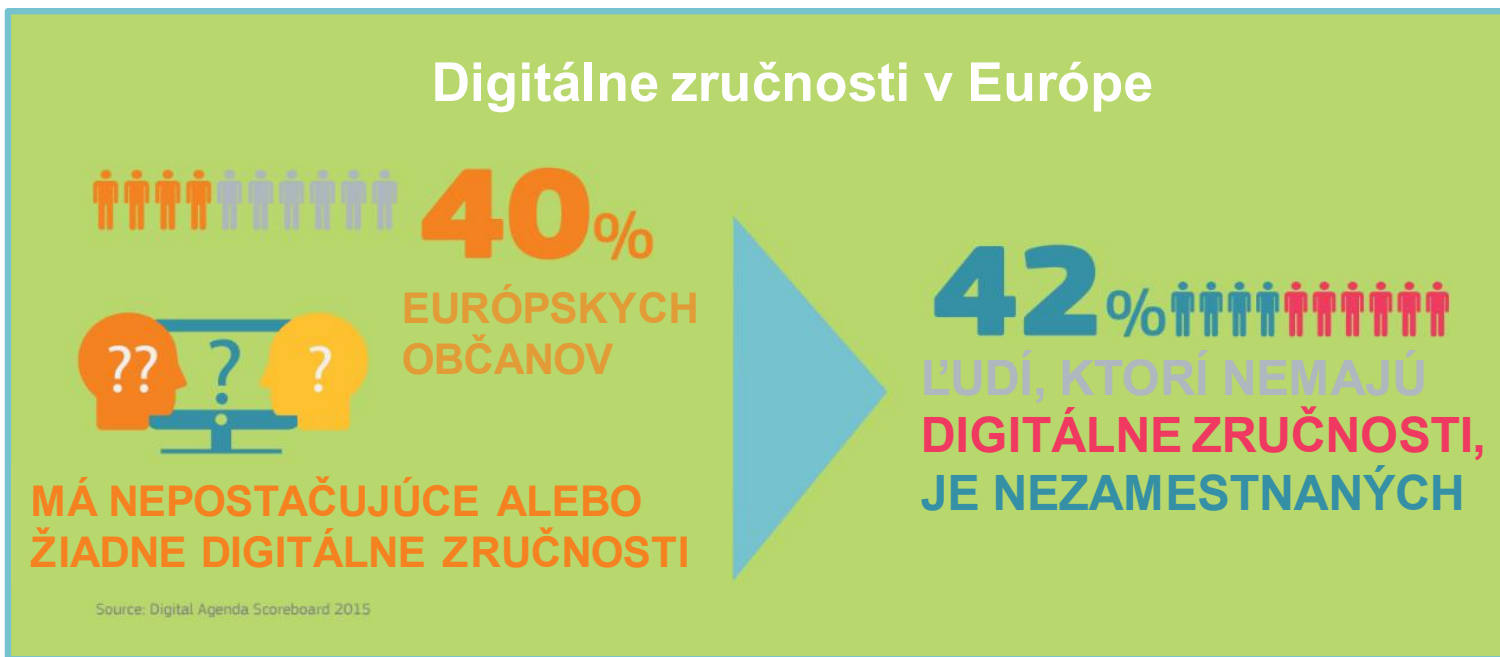 Digitálne zručnosti v Európe
40%
EURÓPSKYCH
OBČANOV
?? ? ?
MÁ NEPOSTAČUJÚCE ALEBO
ŽIADNE DIGITÁLNE ZRUČNOSTI
42%
ĽUDÍ, KTORÍ NEMAJÚ
DIGITÁLNE ZRUČNOSTI,
JE NEZAMESTNANÝCH
Source: Digital Agenda Scoreboard 2015